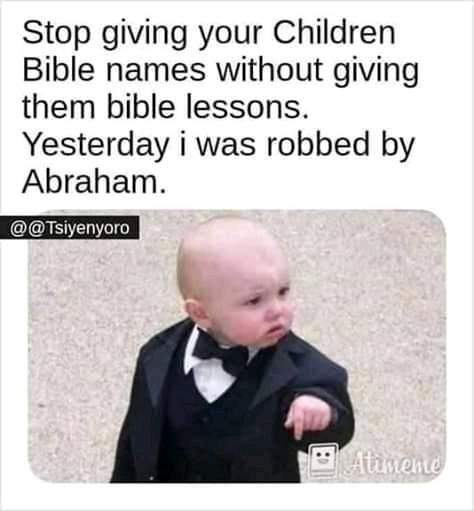 Stop giving your Children
Bible names without giving
them bible lessons.
Yesterday i was robbed by
Abraham.
@@Tsiyenyoro
Atimeme